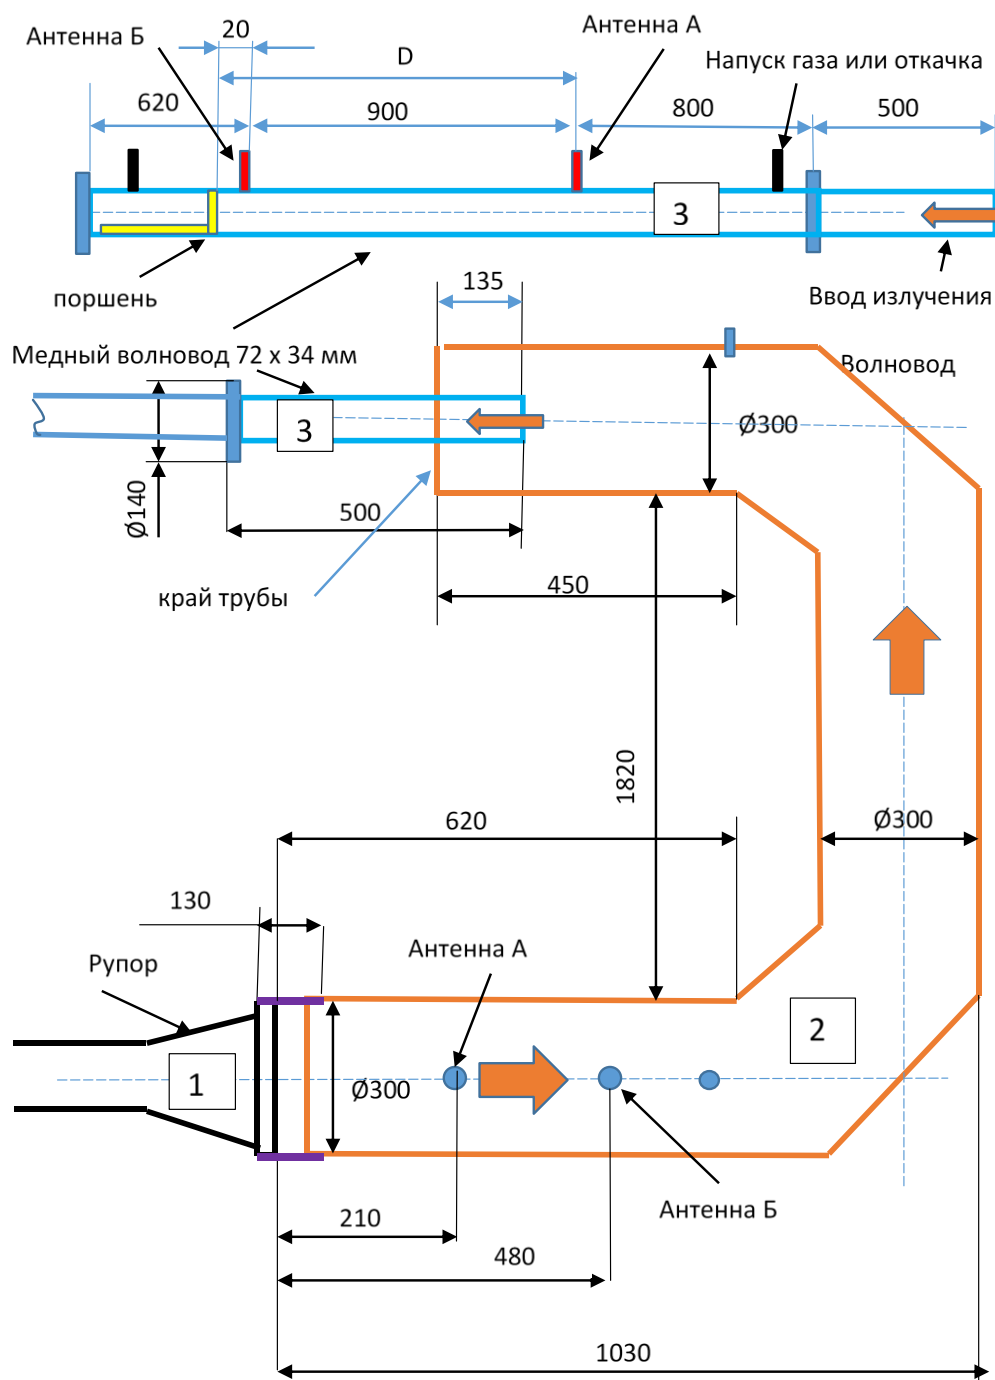 20
Антенна Б
Антенна А
D
Напуск газа или откачка
620
900
800
500
3
поршень
135
Ввод излучения
Медный волновод 72 x 34 мм
Волновод
3
Ø300
Ø140
500
край трубы
450
1820
620
Ø300
130
Рупор
Антенна А
2
1
Ø300
Антенна Б
210
480
1030